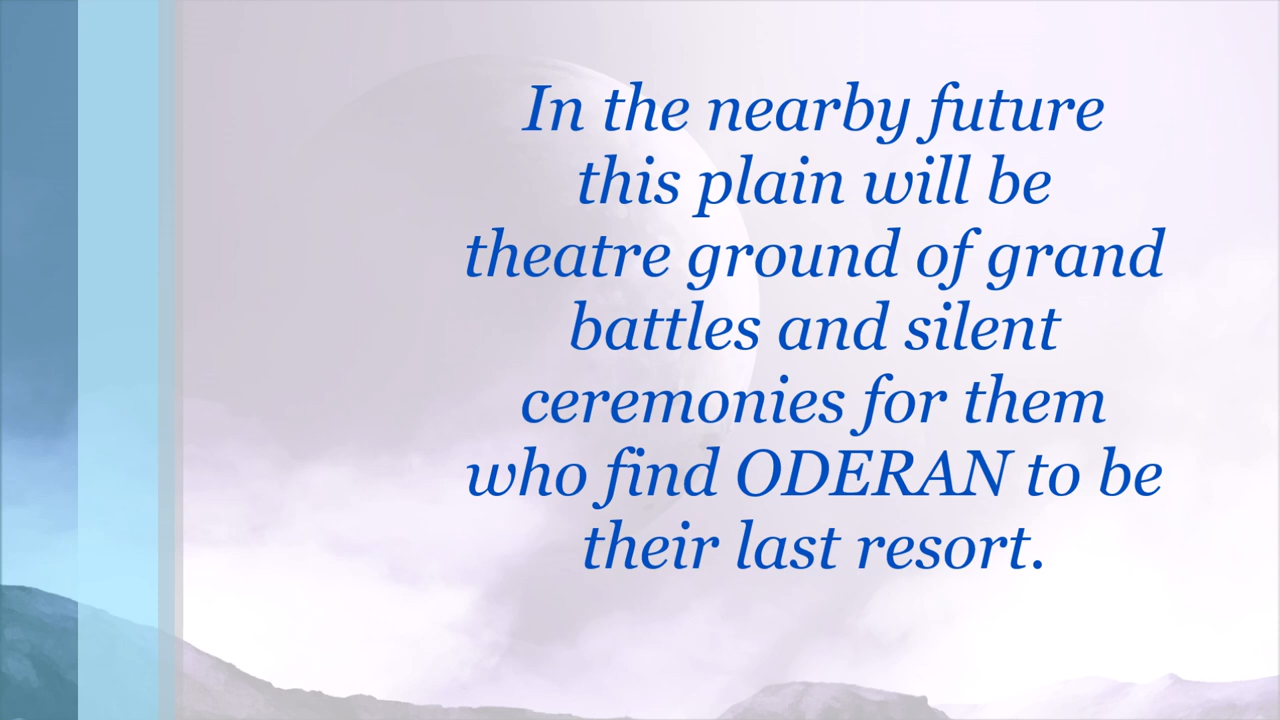 In the nearby future
this plain will be
theatre ground of grand
battles and silent
ceremonies for them
who find ODERAN to be
their last resort.